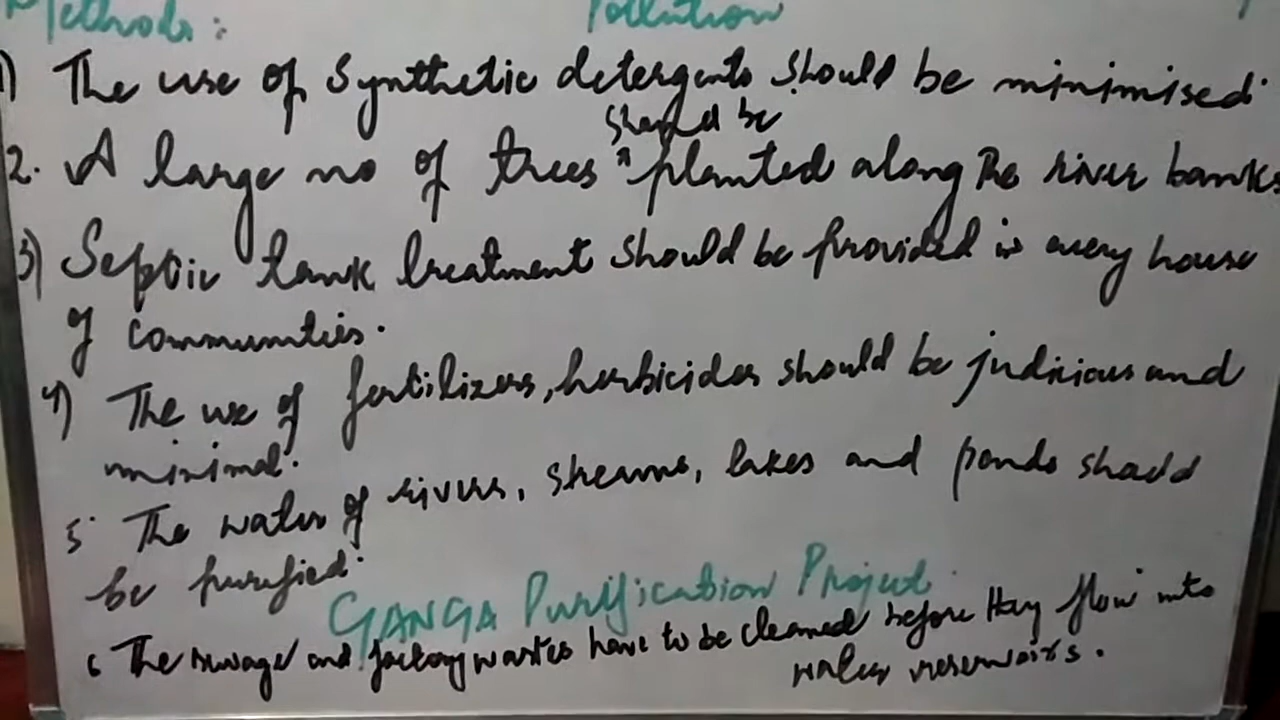 Methods: Pollution
1) The use of Synthetic detergents should be minimised.
should be
2. A large no of trees ^ planted along the river banks
3) Septic tank treatment should be provided in every house
of communities.
4) The use of fertilizers, herbicides should be judicious and
minimal.
5. The water of rivers, streams, lakes and ponds should
be purified.
GANGA Purification Project.
6 The sewage and factory wastes have to be cleaned before they flow into
water reservoirs.